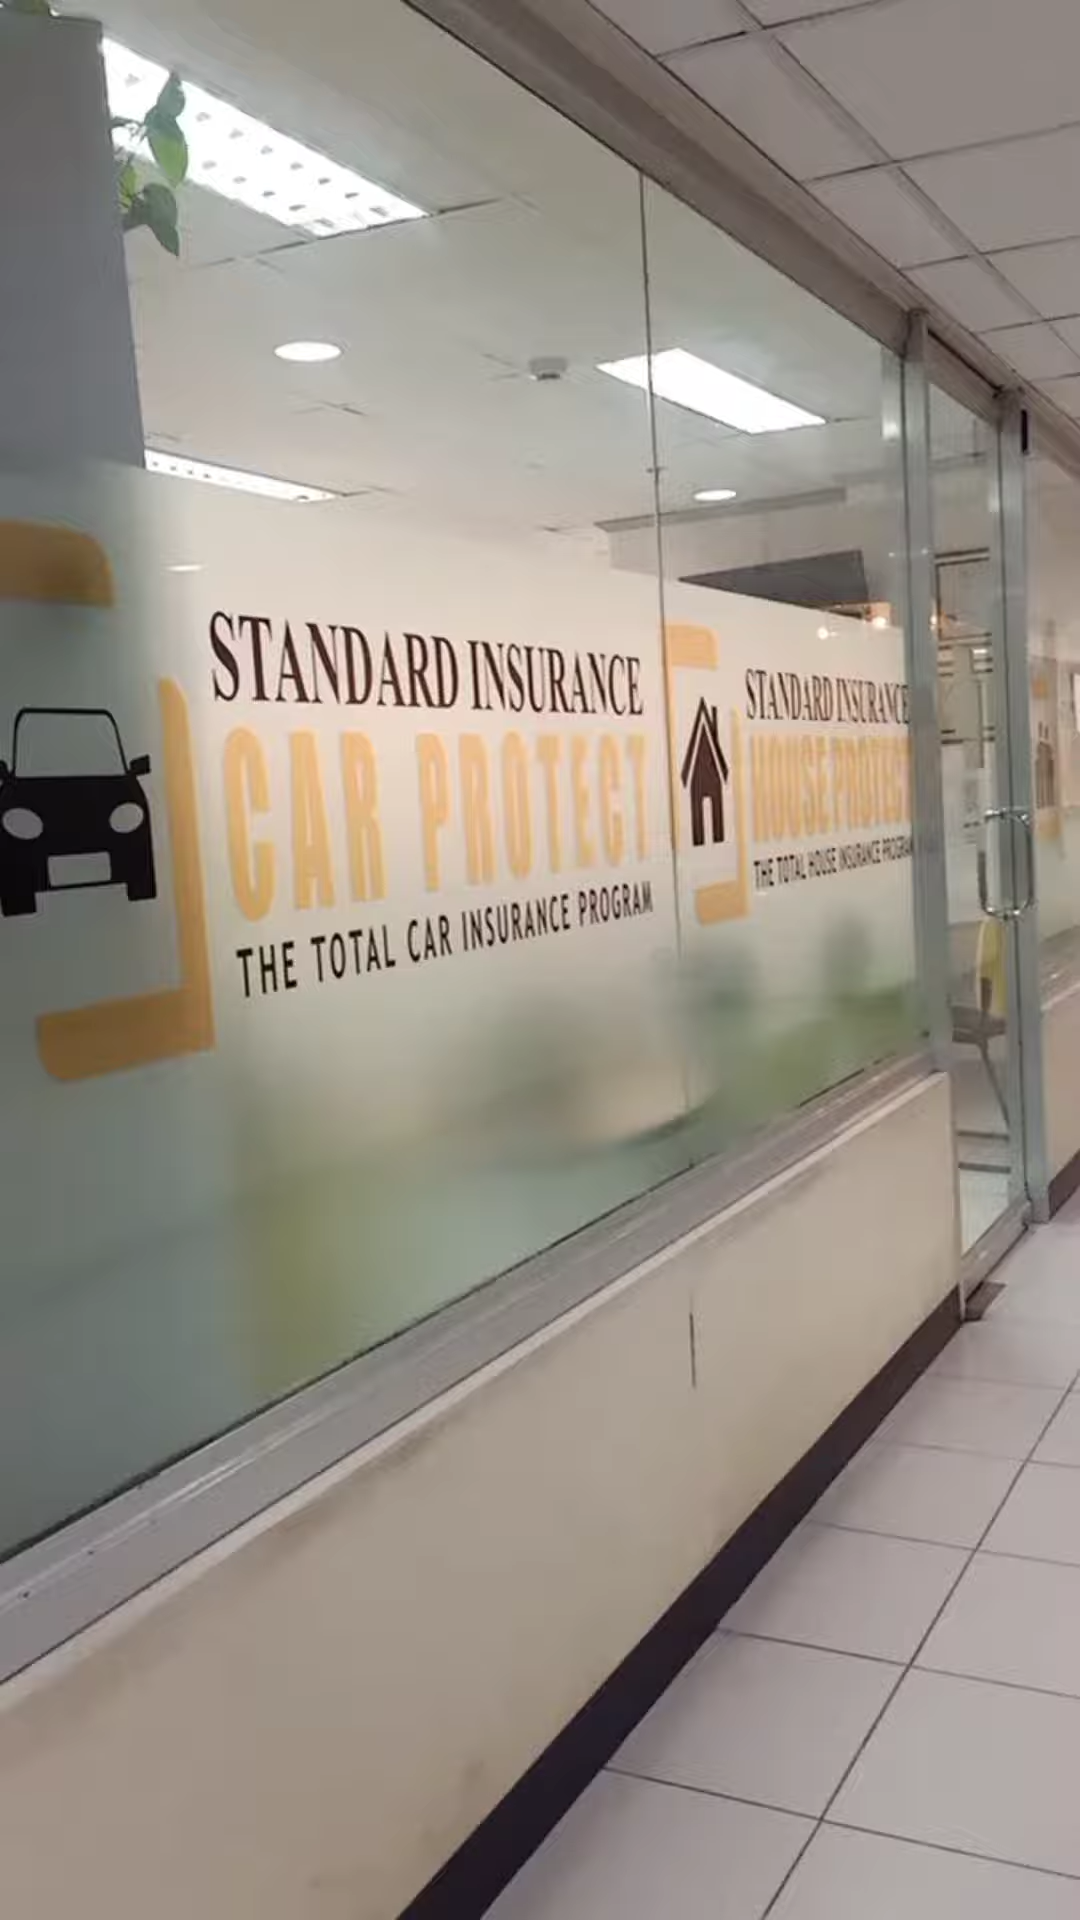 STANDARD INSURANCE
CAR PROTECT
THE TOTAL CAR INSURANCE PROGRAM
STANDARD INSURANCE
HOUSE PROTECT
THE TOTAL HOUSE INSURANCE PROGRAM